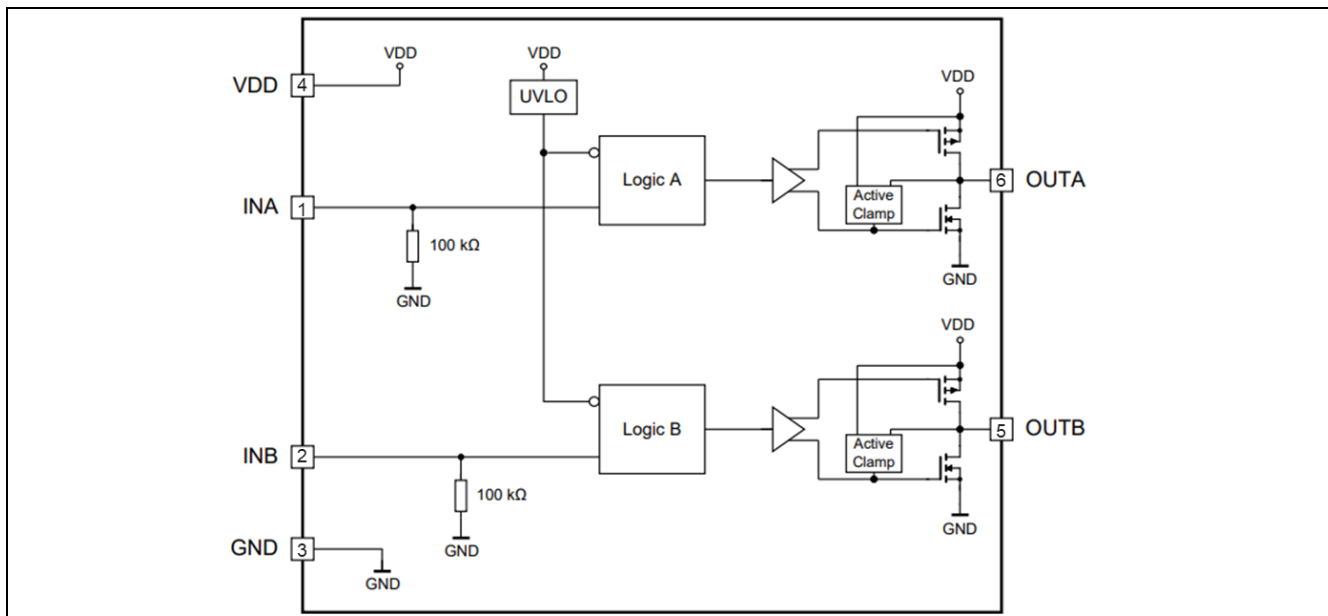 VDD
VDD
VDD
4
VDD
UVLO
Logic A
6
OUTA
Active
Clamp
INA
1
100 kΩ
GND
GND
VDD
Logic B
5
OUTB
Active
Clamp
INB
2
100 kΩ
GND
GND
GND
3
GND